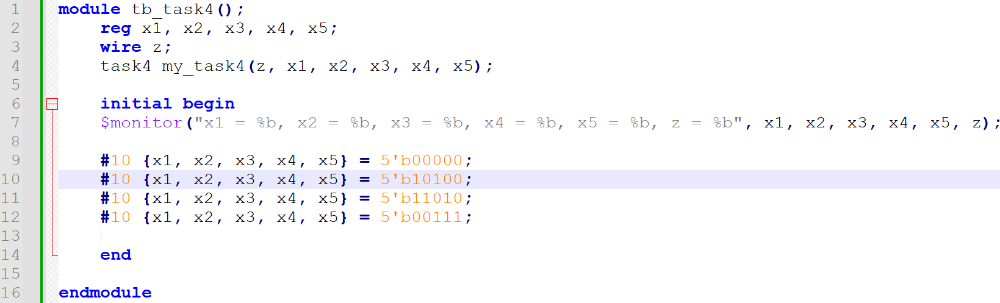 1 module tb_task4();
2 reg x1, x2, x3, x4, x5;
3 wire z;
4 task4 my_task4(z, x1, x2, x3, x4, x5);
5
6 initial begin
7 $monitor("x1 = %b, x2 = %b, x3 = %b, x4 = %b, x5 = %b, z = %b", x1, x2, x3, x4, x5, z);
8
9 #10 {x1, x2, x3, x4, x5} = 5'b00000;
10 #10 {x1, x2, x3, x4, x5} = 5'b10100;
11 #10 {x1, x2, x3, x4, x5} = 5'b11010;
12 #10 {x1, x2, x3, x4, x5} = 5'b00111;
13
14 end
15
16 endmodule